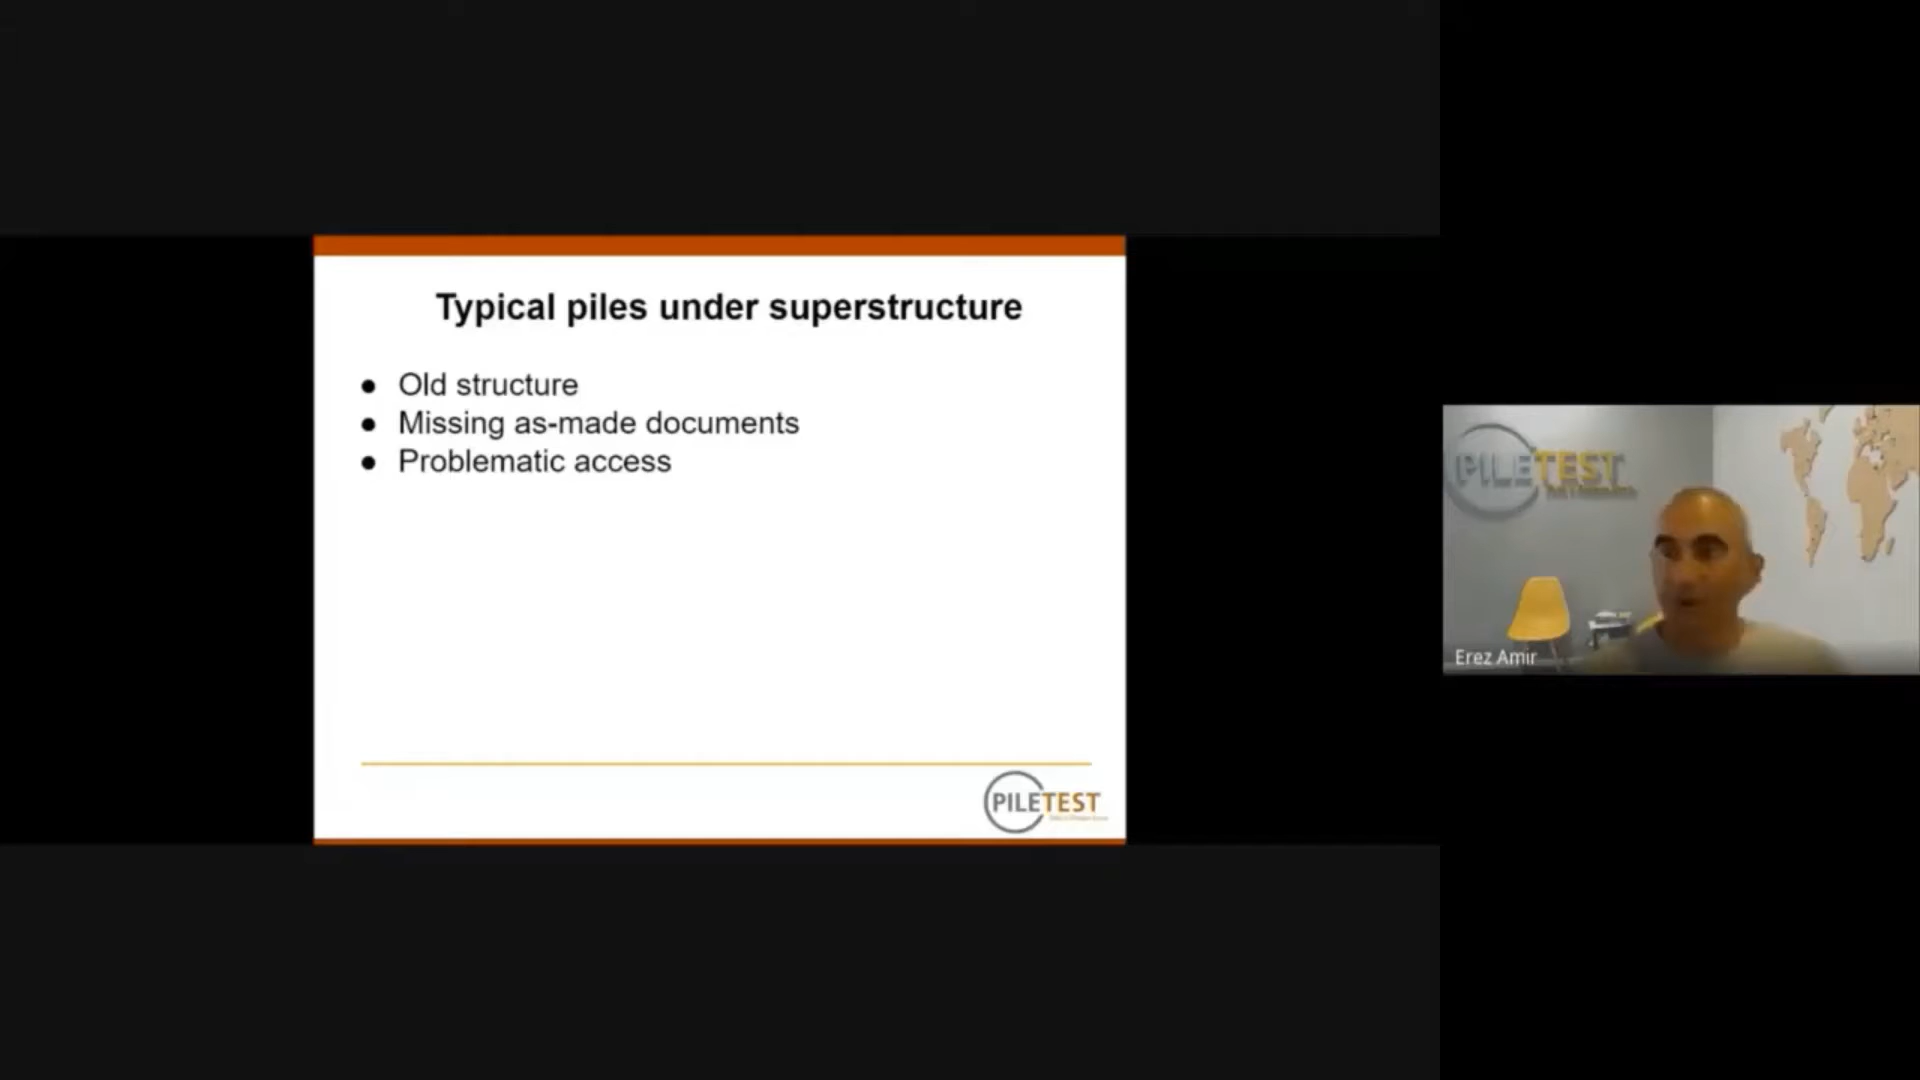 Typical piles under superstructure
● Old structure
● Missing as-made documents
● Problematic access
PILETEST
PILETEST
Erez Amir